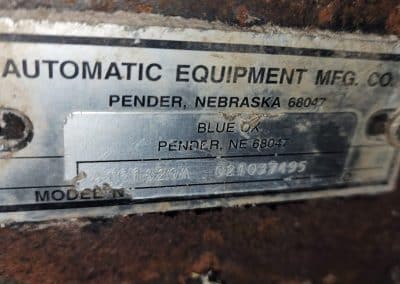 AUTOMATIC EQUIPMENT MFG. CO.
PENDER, NEBRASKA 68047
BLUE OX
PENDER, NE 68047
021037495
MODEL N